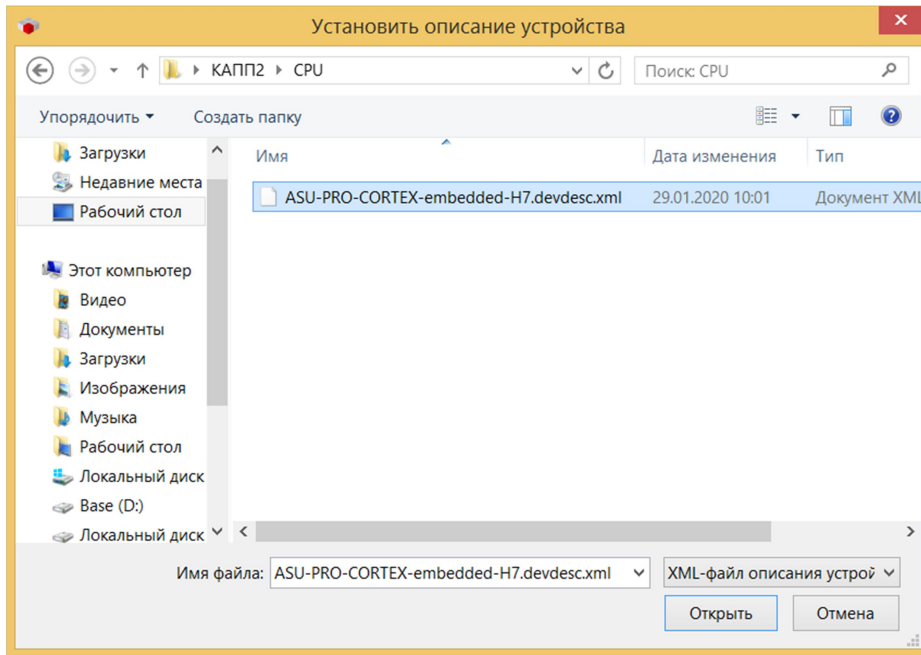 Установить описание устройства
КАПП2 CPU
Поиск: CPU
Упорядочить Создать папку
Загрузки
Недавние места
Рабочий стол
Этот компьютер
Видео
Документы
Загрузки
Изображения
Музыка
Рабочий стол
Локальный диск
Base (D:)
Локальный диск
Имя Дата изменения Тип
ASU-PRO-CORTEX-embedded-H7.devdesc.xml 29.01.2020 10:01 Документ XML
Имя файла: ASU-PRO-CORTEX-embedded-H7.devdesc.xml XML-файл описания устрой
Открыть Отмена